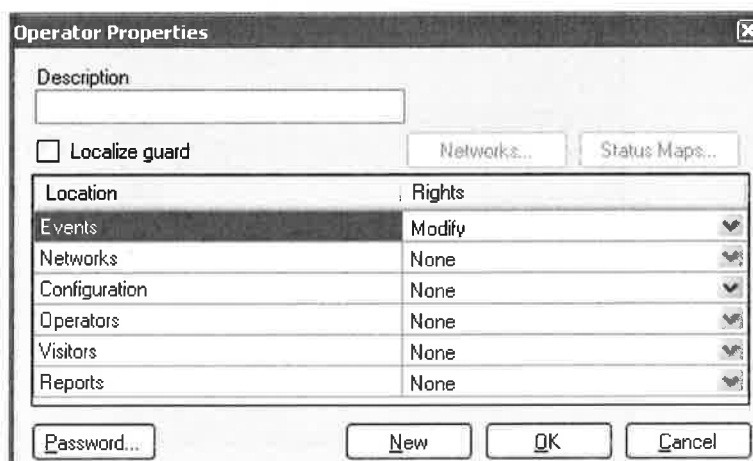 Operator Properties
Description
Localize guard Networks... Status Maps...
Location Rights
Events Modify
Networks None
Configuration None
Operators None
Visitors None
Reports None
Password... New OK Cancel